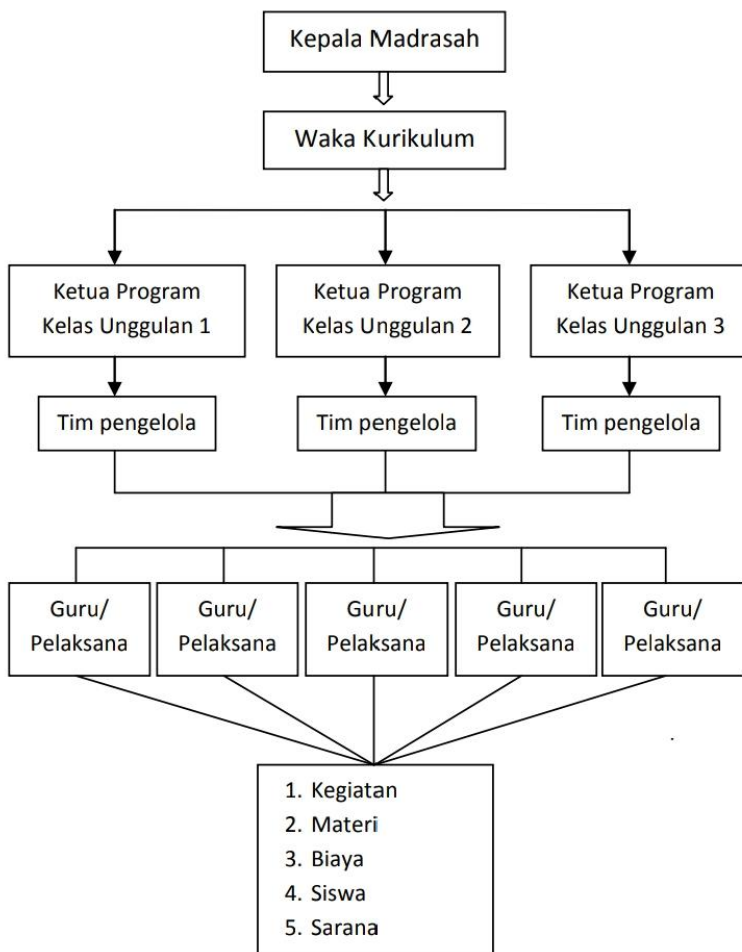 Kepala Madrasah
Waka Kurikulum
Ketua Program
Kelas Unggulan 1
Ketua Program
Kelas Unggulan 2
Ketua Program
Kelas Unggulan 3
Tim pengelola
Tim pengelola
Tim pengelola
Guru/
Pelaksana
Guru/
Pelaksana
Guru/
Pelaksana
Guru/
Pelaksana
Guru/
Pelaksana
1. Kegiatan
2. Materi
3. Biaya
4. Siswa
5. Sarana